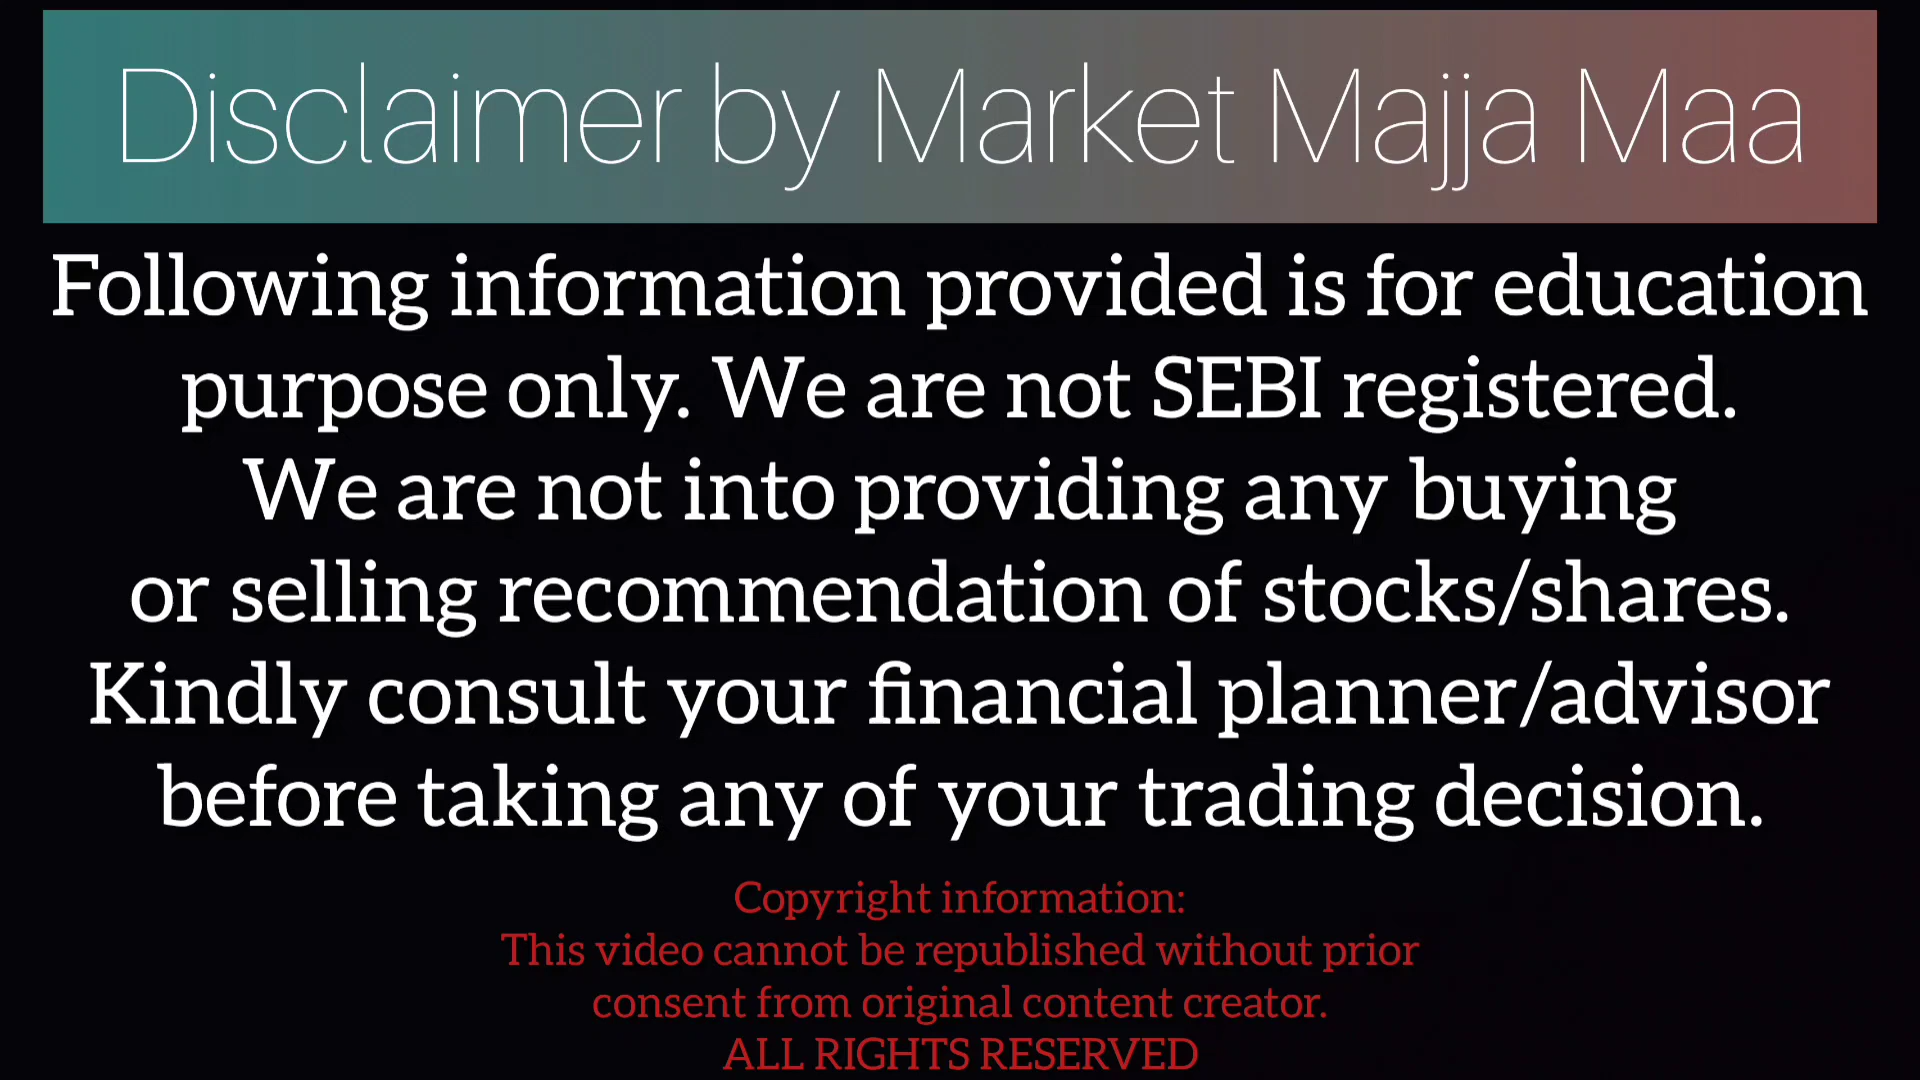 Disclaimer by Market Majja Maa
Following information provided is for education
purpose only. We are not SEBI registered.
We are not into providing any buying
or selling recommendation of stocks/shares.
Kindly consult your financial planner/advisor
before taking any of your trading decision.
Copyright information:
This video cannot be republished without prior
consent from original content creator.
ALL RIGHTS RESERVED